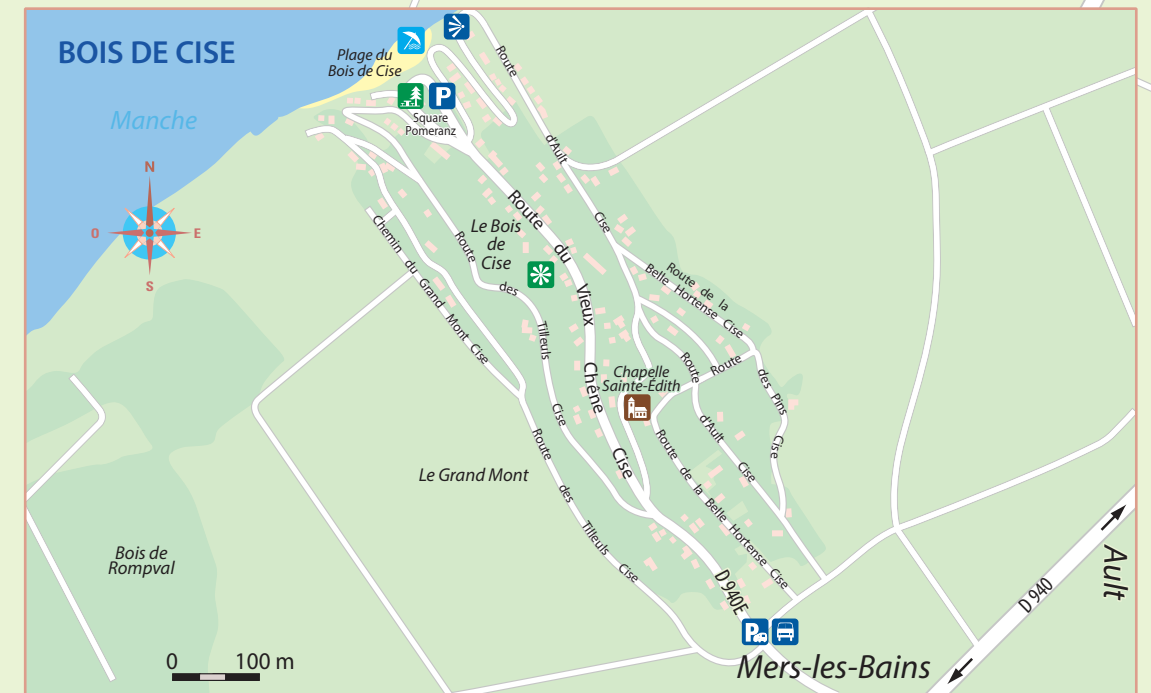 BOIS DE CISE
Plage du
Bois de Cise
Manche
P
Square
Pomeranz
N
O
E
S
Route d'Ault Cise
Route du Vieux Chêne Cise
Le Bois
de
Cise
Route des Tilleuls Cise
Chemin du Grand Mont Cise
Route de la
Belle Hortense Cise
Route des Pins Cise
Route d'Ault Cise
Chapelle
Sainte-Édith
Route de la Belle Hortense Cise
Le Grand Mont
Route des Tilleuls Cise
Bois de
Rompval
D 940E
P
D 940
Ault
Mers-les-Bains
0 100 m